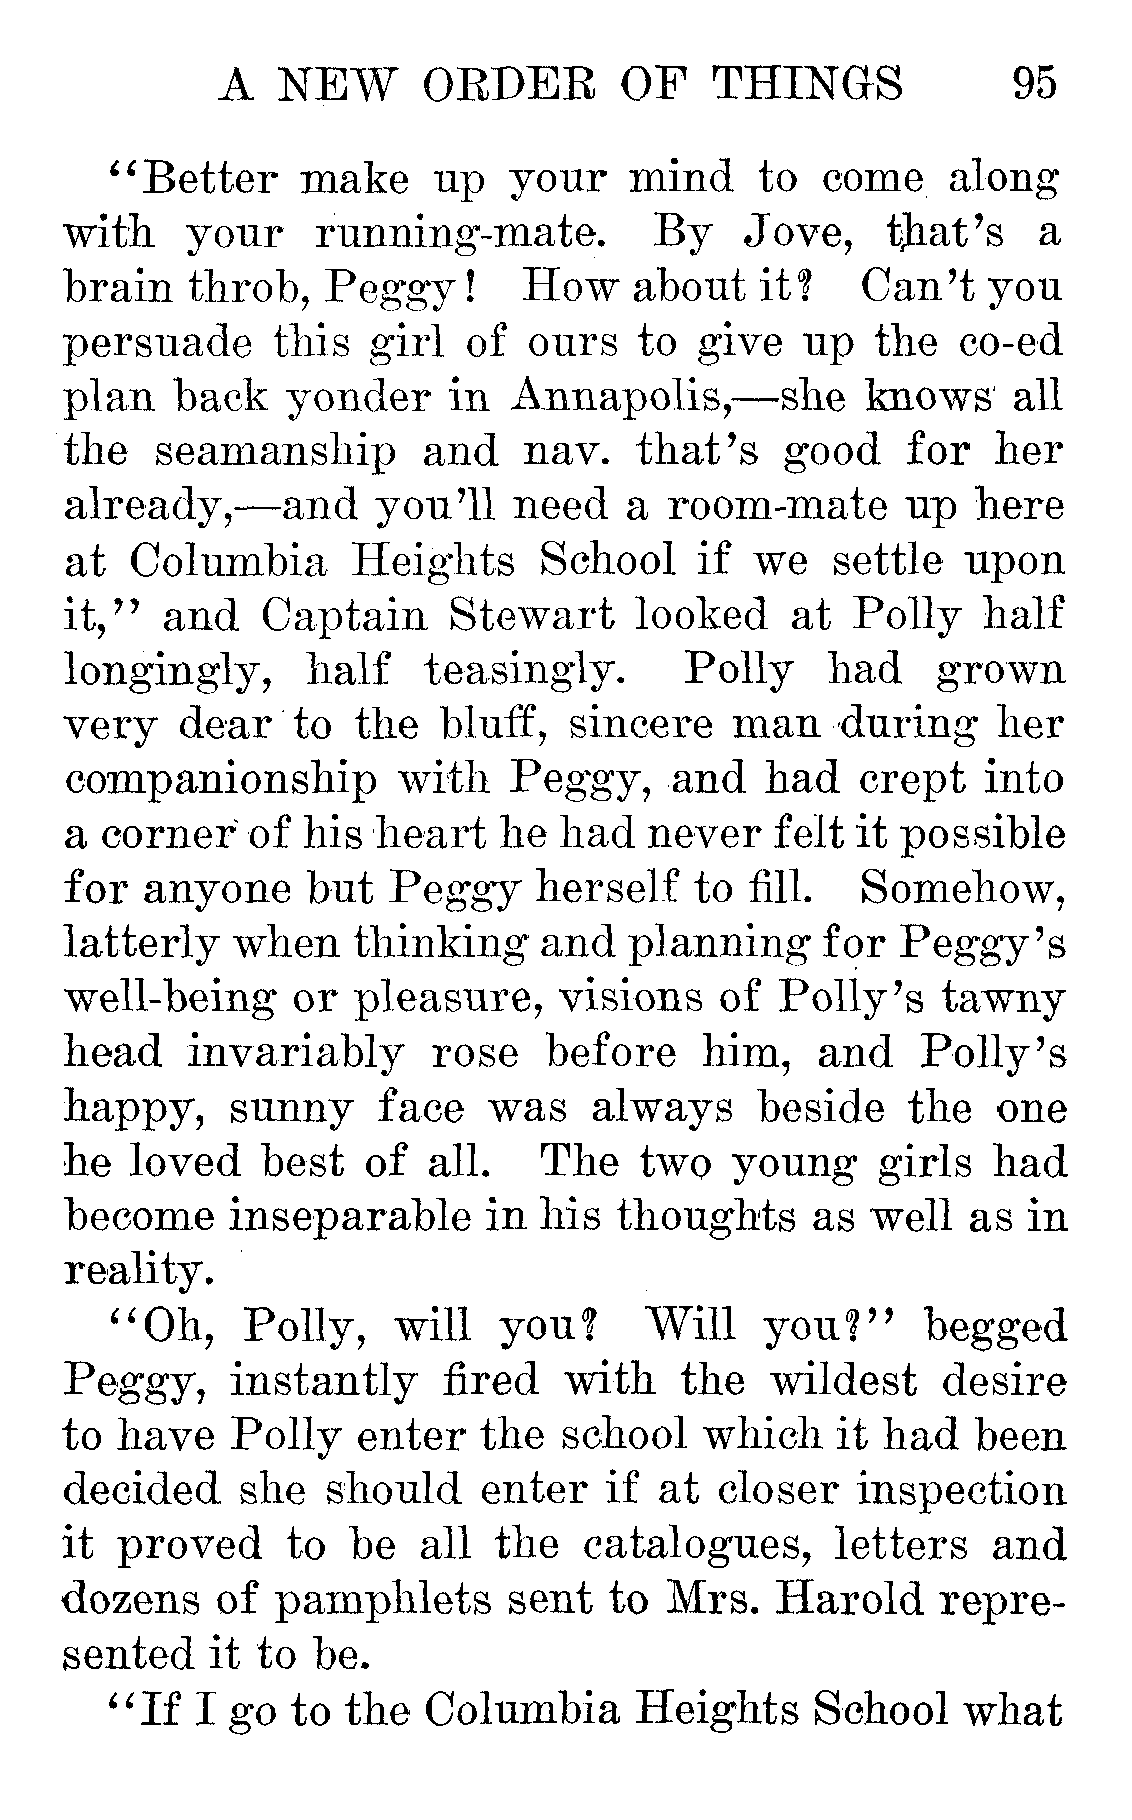 A NEW ORDER OF THINGS 95
“Better make up your mind to come along
with your running-mate. By Jove, that’s a
brain throb, Peggy! How about it? Can’t you
persuade this girl of ours to give up the co-ed
plan back yonder in Annapolis,—she knows all
the seamanship and nav. that’s good for her
already,—and you’ll need a room-mate up here
at Columbia Heights School if we settle upon
it,” and Captain Stewart looked at Polly half
longingly, half teasingly. Polly had grown
very dear to the bluff, sincere man during her
companionship with Peggy, and had crept into
a corner of his heart he had never felt it possible
for anyone but Peggy herself to fill. Somehow,
latterly when thinking and planning for Peggy’s
well-being or pleasure, visions of Polly’s tawny
head invariably rose before him, and Polly’s
happy, sunny face was always beside the one
he loved best of all. The two young girls had
become inseparable in his thoughts as well as in
reality.
“Oh, Polly, will you? Will you?” begged
Peggy, instantly fired with the wildest desire
to have Polly enter the school which it had been
decided she should enter if at closer inspection
it proved to be all the catalogues, letters and
dozens of pamphlets sent to Mrs. Harold repre-
sented it to be.
“If I go to the Columbia Heights School what